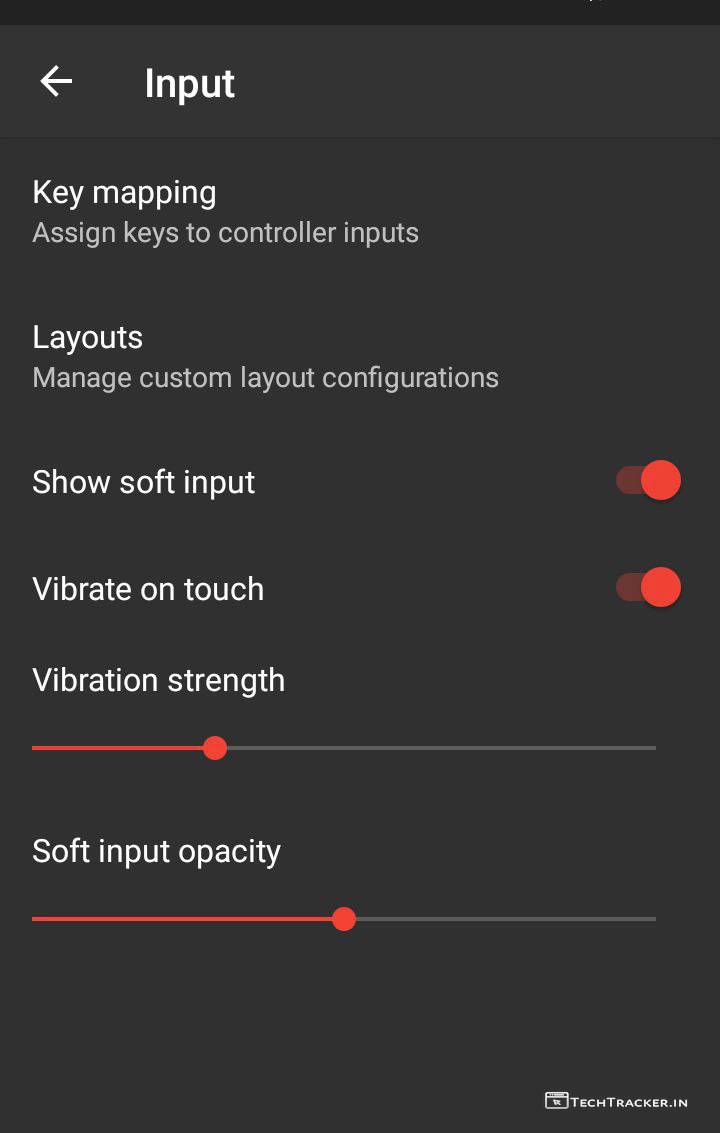 Input
Key mapping
Assign keys to controller inputs
Layouts
Manage custom layout configurations
Show soft input
Vibrate on touch
Vibration strength
Soft input opacity
TECHTRACKER.IN